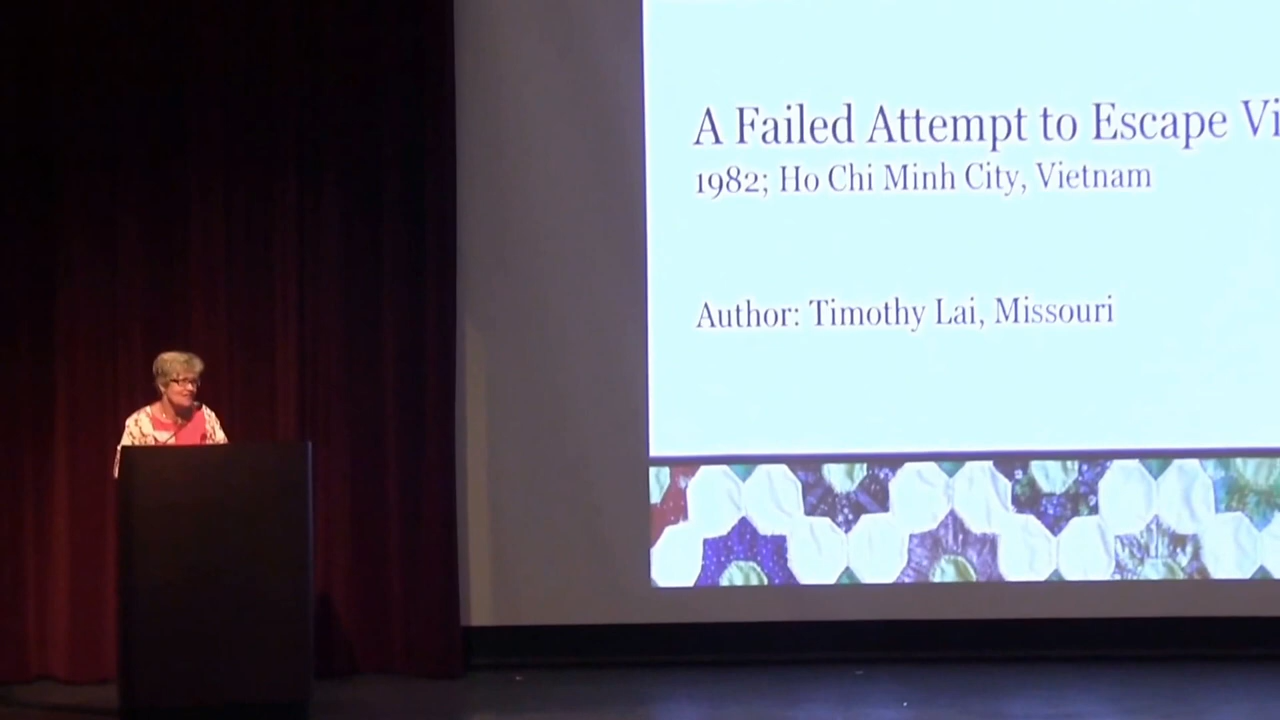 A Failed Attempt to Escape Vi
1982; Ho Chi Minh City, Vietnam
Author: Timothy Lai, Missouri